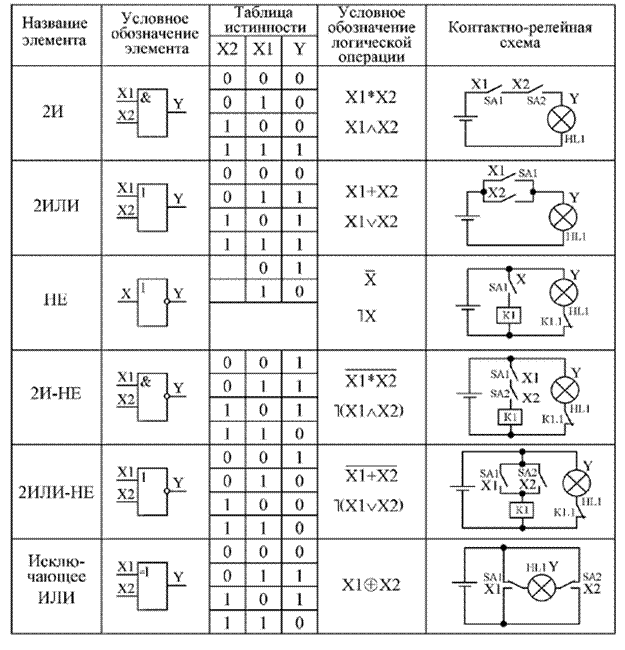 Название элемента
Условное обозначение элемента
Таблица истинности
X2 X1 Y
Условное обозначение логической операции
Контактно-релейная схема
2И
X1 & Y
X2
0 0 0
0 1 0
1 0 0
1 1 1
X1*X2
X1∧X2
X1 SA1 X2 SA2 Y HL1
2ИЛИ
X1 1 Y
X2
0 0 0
0 1 1
1 0 1
1 1 1
X1+X2
X1∨X2
X1 SA1 Y
X2 HL1
НЕ
X 1 Y
0 1
1 0
X̅
⅂X
SA1 X Y HL1
K1 K1.1
2И-НЕ
X1 & Y
X2
0 0 1
0 1 1
1 0 1
1 1 0
X̅1̅*̅X̅2̅
⅂(X1∧X2)
SA1 X1 Y
SA2 X2 HL1
K1 K1.1
2ИЛИ-НЕ
X1 1 Y
X2
0 0 1
0 1 0
1 0 0
1 1 0
X̅1̅+̅X̅2̅
⅂(X1∨X2)
SA1 SA2 Y
X1 X2 HL1
K1 K1.1
Исклю-
чающее
ИЛИ
X1 =1 Y
X2
0 0 0
0 1 1
1 0 1
1 1 0
X1⊕X2
HL1 Y
SA1 SA2
X1 X2